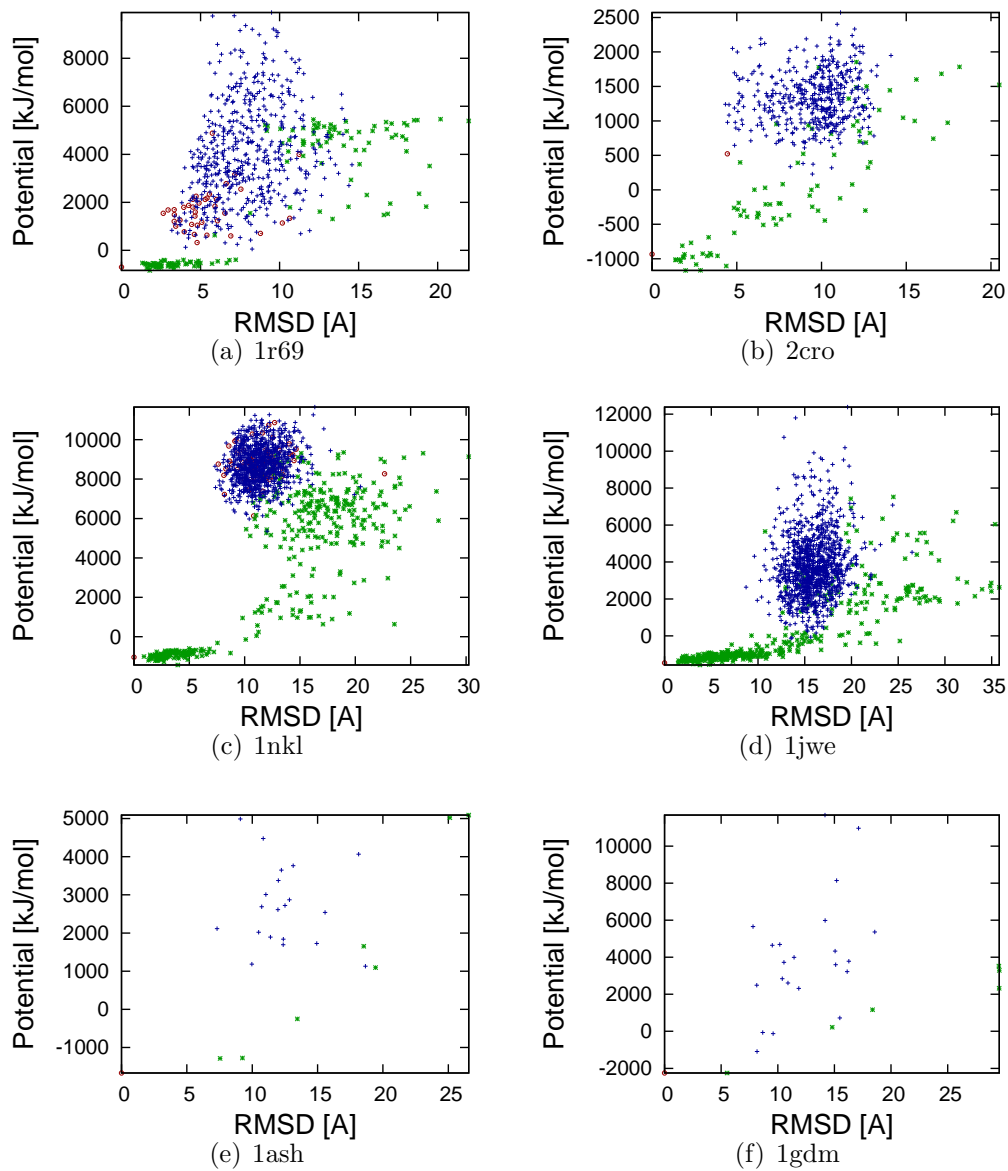 Potential [kJ/mol]
8000
6000
4000
2000
0
0 5 10 15 20
RMSD [A]
(a) 1r69
Potential [kJ/mol]
2500
2000
1500
1000
500
0
-500
-1000
0 5 10 15 20
RMSD [A]
(b) 2cro
Potential [kJ/mol]
10000
8000
6000
4000
2000
0
0 5 10 15 20 25 30
RMSD [A]
(c) 1nkl
Potential [kJ/mol]
12000
10000
8000
6000
4000
2000
0
0 5 10 15 20 25 30 35
RMSD [A]
(d) 1jwe
Potential [kJ/mol]
5000
4000
3000
2000
1000
0
-1000
0 5 10 15 20 25
RMSD [A]
(e) 1ash
Potential [kJ/mol]
10000
8000
6000
4000
2000
0
-2000
0 5 10 15 20 25
RMSD [A]
(f) 1gdm